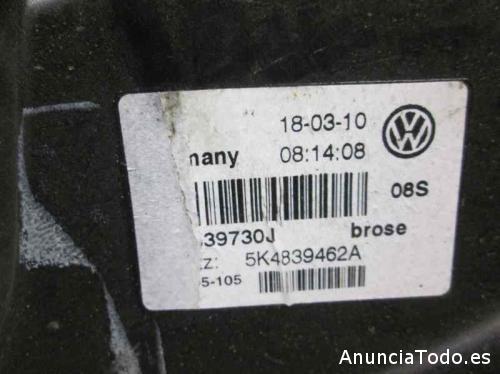 18-03-10
many 08:14:08
08S
39730J brose
z: 5K4839462A
5-105
AnunciaTodo.es